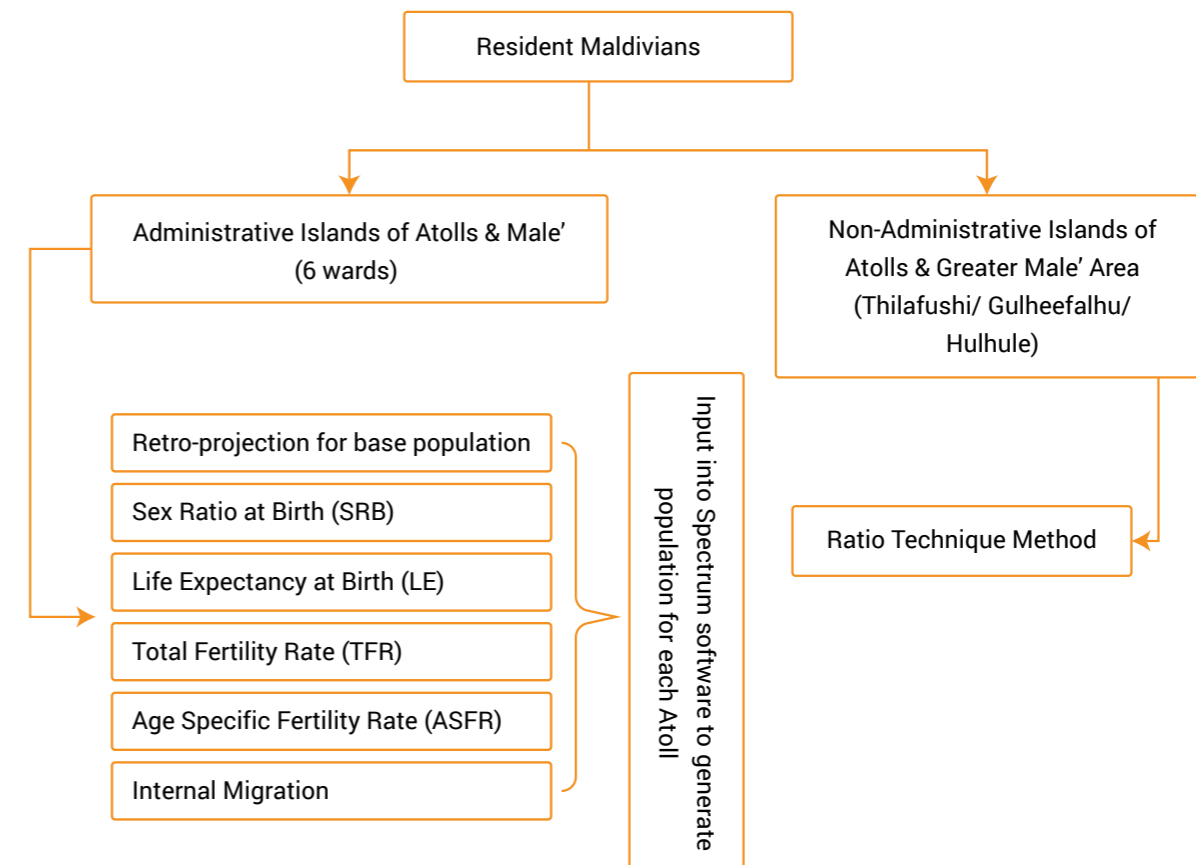 Resident Maldivians
Administrative Islands of Atolls & Male’
(6 wards)
Non-Administrative Islands of
Atolls & Greater Male’ Area
(Thilafushi/ Gulheefalhu/
Hulhule)
Retro-projection for base population
Sex Ratio at Birth (SRB)
Life Expectancy at Birth (LE)
Total Fertility Rate (TFR)
Age Specific Fertility Rate (ASFR)
Internal Migration
Input into Spectrum software to generate
population for each Atoll
Ratio Technique Method